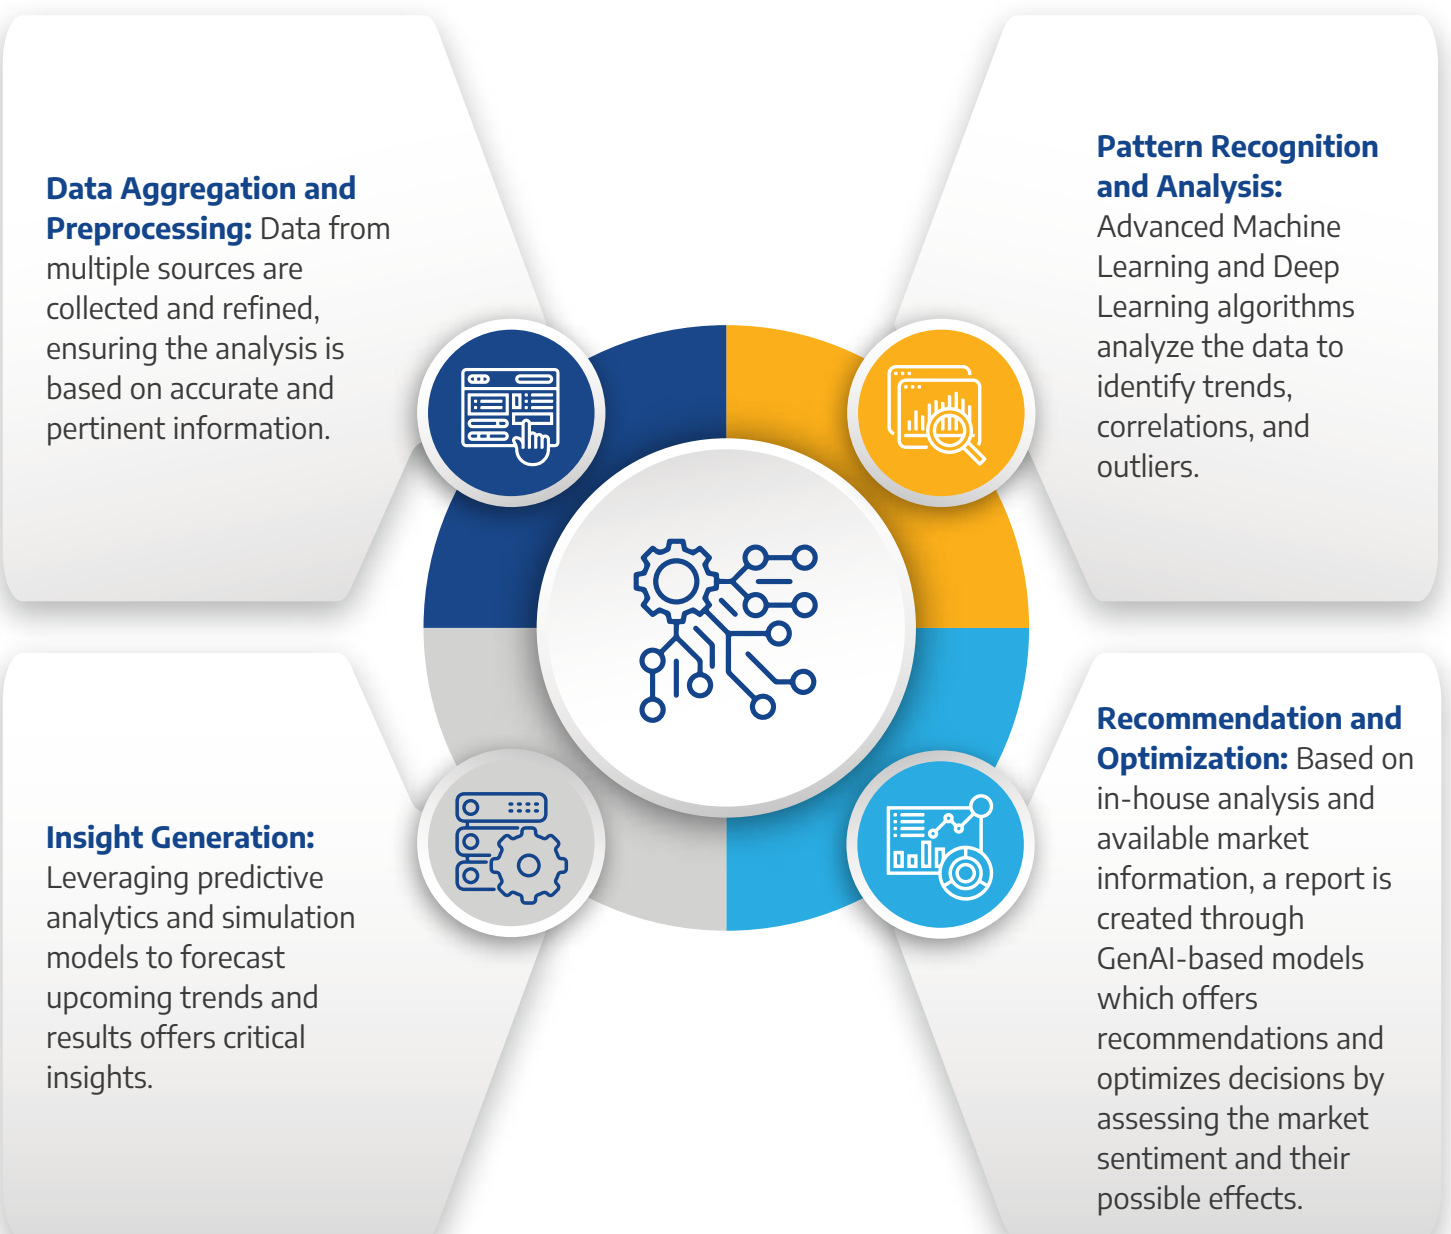 Data Aggregation and
Preprocessing: Data from
multiple sources are
collected and refined,
ensuring the analysis is
based on accurate and
pertinent information.
Pattern Recognition
and Analysis:
Advanced Machine
Learning and Deep
Learning algorithms
analyze the data to
identify trends,
correlations, and
outliers.
Insight Generation:
Leveraging predictive
analytics and simulation
models to forecast
upcoming trends and
results offers critical
insights.
Recommendation and
Optimization: Based on
in-house analysis and
available market
information, a report is
created through
GenAI-based models
which offers
recommendations and
optimizes decisions by
assessing the market
sentiment and their
possible effects.